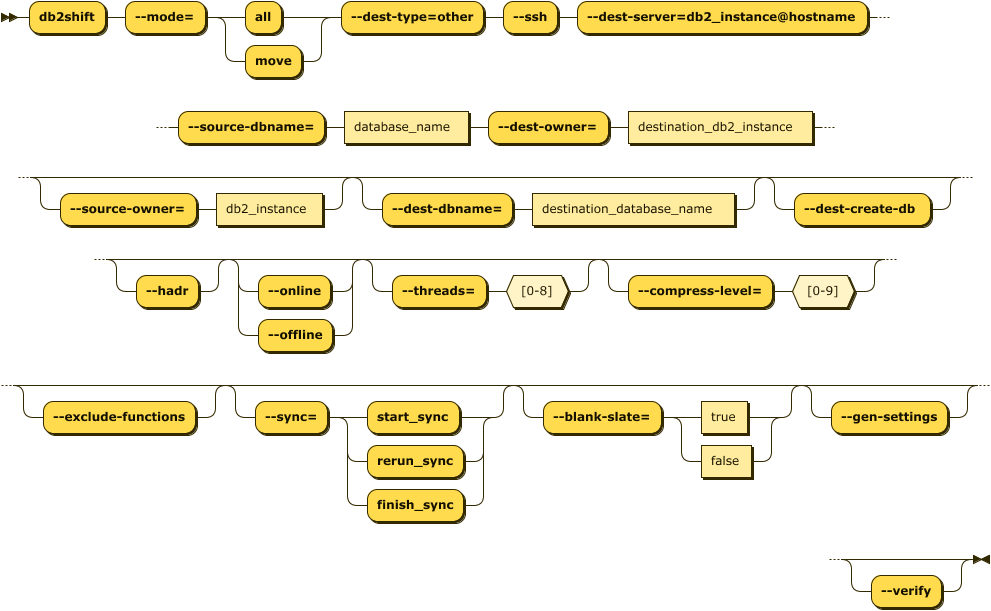 db2shift --mode= all --dest-type=other --ssh --dest-server=db2_instance@hostname
move
--source-dbname= database_name --dest-owner= destination_db2_instance
--source-owner= db2_instance --dest-dbname= destination_database_name --dest-create-db
--hadr --online --threads= [0-8] --compress-level= [0-9]
--offline
--exclude-functions --sync= start_sync --blank-slate= true --gen-settings
rerun_sync false
finish_sync
--verify